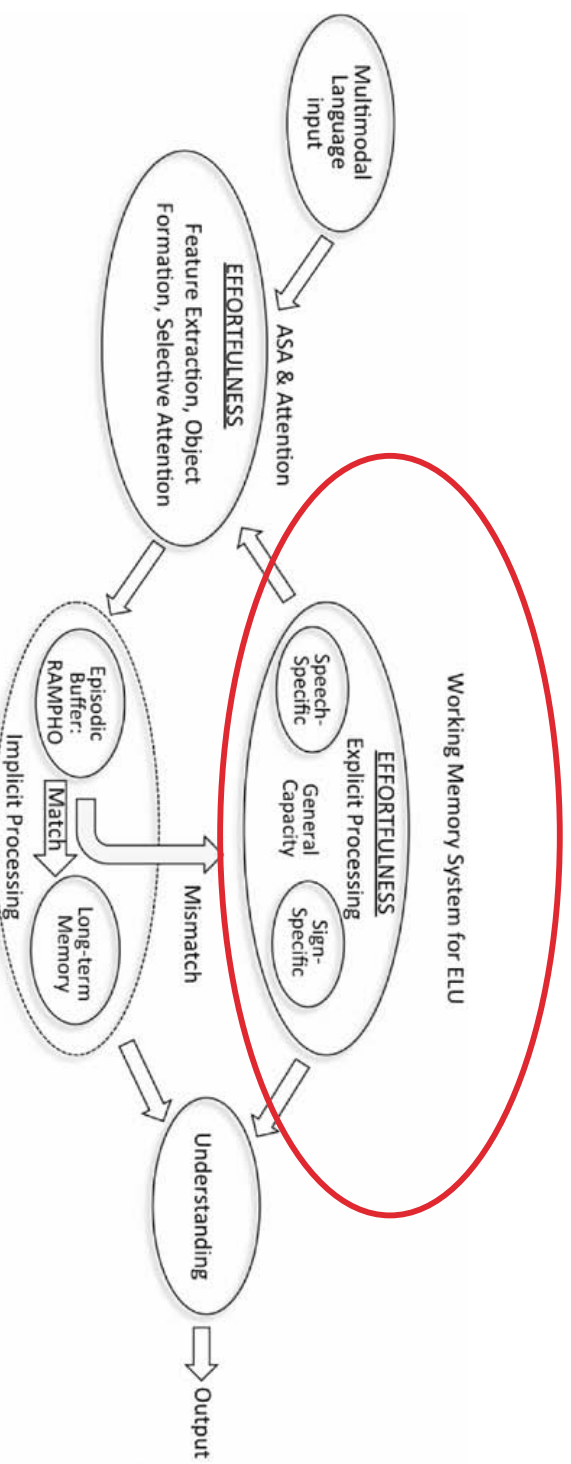 Working Memory System for ELU
Multimodal
Language
input
ASA & Attention
EFFORTFULNESS
Feature Extraction, Object
Formation, Selective Attention
EFFORTFULNESS
Explicit Processing
Speech-
Specific
General
Capacity
Sign-
Specific
Mismatch
Episodic
Buffer:
RAMPHO
Match
Long-term
Memory
Implicit Processing
Understanding
Output